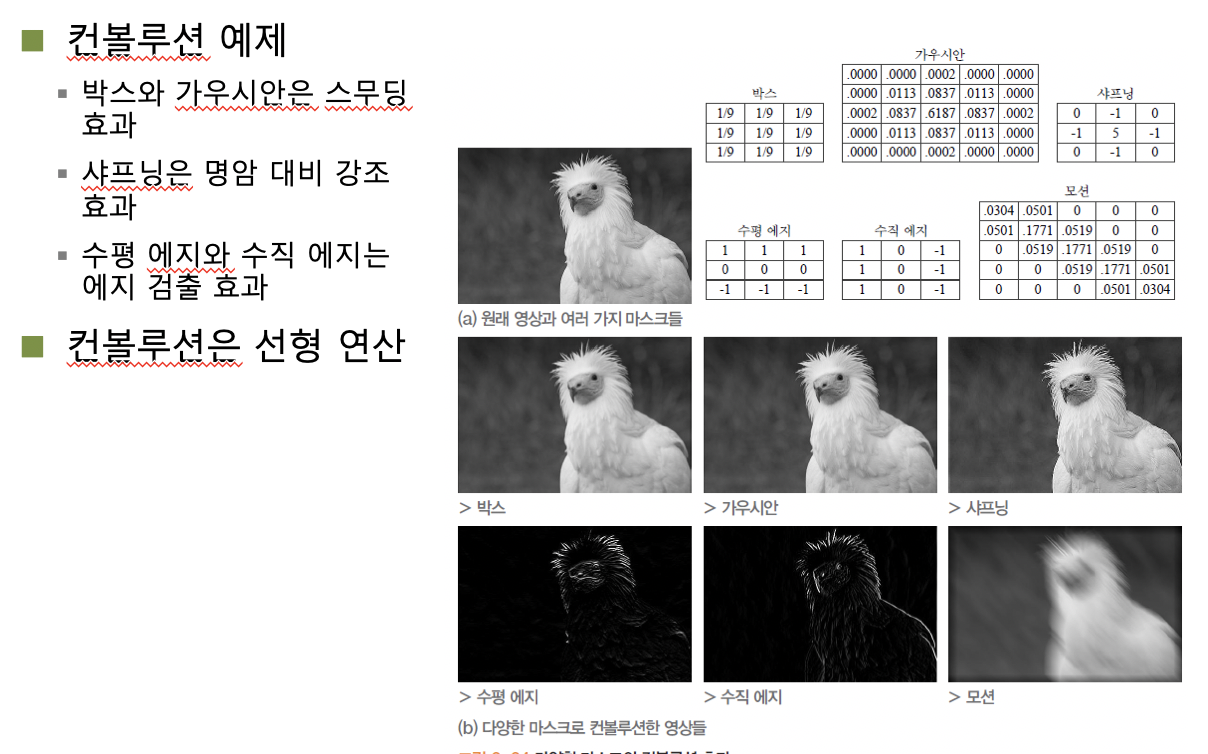 컨볼루션 예제
박스와 가우시안은 스무딩
효과
샤프닝은 명암 대비 강조
효과
수평 에지와 수직 에지는
에지 검출 효과
컨볼루션은 선형 연산
박스
1/9 1/9 1/9
1/9 1/9 1/9
1/9 1/9 1/9
가우시안
.0000 .0000 .0002 .0000 .0000
.0000 .0113 .0837 .0113 .0000
.0002 .0837 .6187 .0837 .0002
.0000 .0113 .0837 .0113 .0000
.0000 .0000 .0002 .0000 .0000
샤프닝
0 -1 0
-1 5 -1
0 -1 0
수평 에지
1 1 1
0 0 0
-1 -1 -1
수직 에지
1 0 -1
1 0 -1
1 0 -1
모션
.0304 .0501 0 0 0
.0501 .1771 .0519 0 0
0 .0519 .1771 .0519 0
0 0 .0519 .1771 .0501
0 0 0 .0501 .0304
(a) 원래 영상과 여러 가지 마스크들
> 박스
> 가우시안
> 샤프닝
> 수평 에지
> 수직 에지
> 모션
(b) 다양한 마스크로 컨볼루션한 영상들